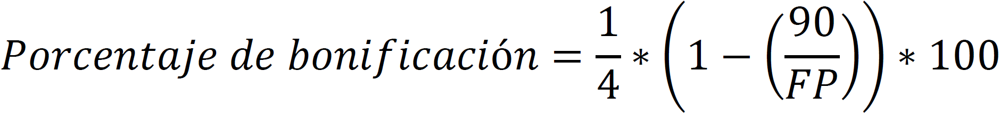 Porcentaje de bonificación = 1/4 * (1 − (90/FP)) * 100